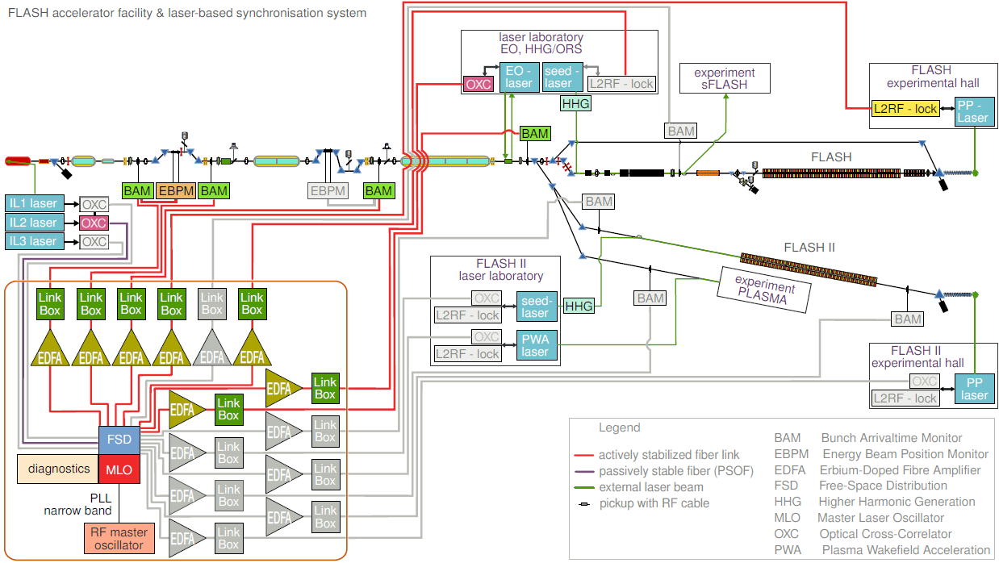 FLASH accelerator facility & laser-based synchronisation system
laser laboratory
EO, HHG/ORS
OXC
EO -
laser
seed -
laser
L2RF - lock
HHG
experiment
sFLASH
FLASH
experimental hall
L2RF - lock
PP -
Laser
BAM
BAM
FLASH
BAM
EBPM
BAM
EBPM
BAM
BAM
IL1 laser
OXC
IL2 laser
OXC
IL3 laser
OXC
FLASH II
FLASH II
laser laboratory
OXC
L2RF - lock
seed-
laser
HHG
OXC
L2RF - lock
PWA
laser
experiment
PLASMA
BAM
BAM
FLASH II
experimental hall
OXC
L2RF - lock
PP
laser
Link
Box
Link
Box
Link
Box
Link
Box
Link
Box
Link
Box
EDFA
EDFA
EDFA
EDFA
EDFA
EDFA
EDFA
Link
Box
EDFA
Link
Box
EDFA
Link
Box
EDFA
Link
Box
EDFA
Link
Box
EDFA
Link
Box
EDFA
Link
Box
EDFA
Link
Box
FSD
diagnostics
MLO
PLL
narrow band
RF master
oscillator
Legend
actively stabilized fiber link
passively stable fiber (PSOF)
external laser beam
pickup with RF cable
BAM Bunch Arrivaltime Monitor
EBPM Energy Beam Position Monitor
EDFA Erbium-Doped Fibre Amplifier
FSD Free-Space Distribution
HHG Higher Harmonic Generation
MLO Master Laser Oscillator
OXC Optical Cross-Correlator
PWA Plasma Wakefield Acceleration